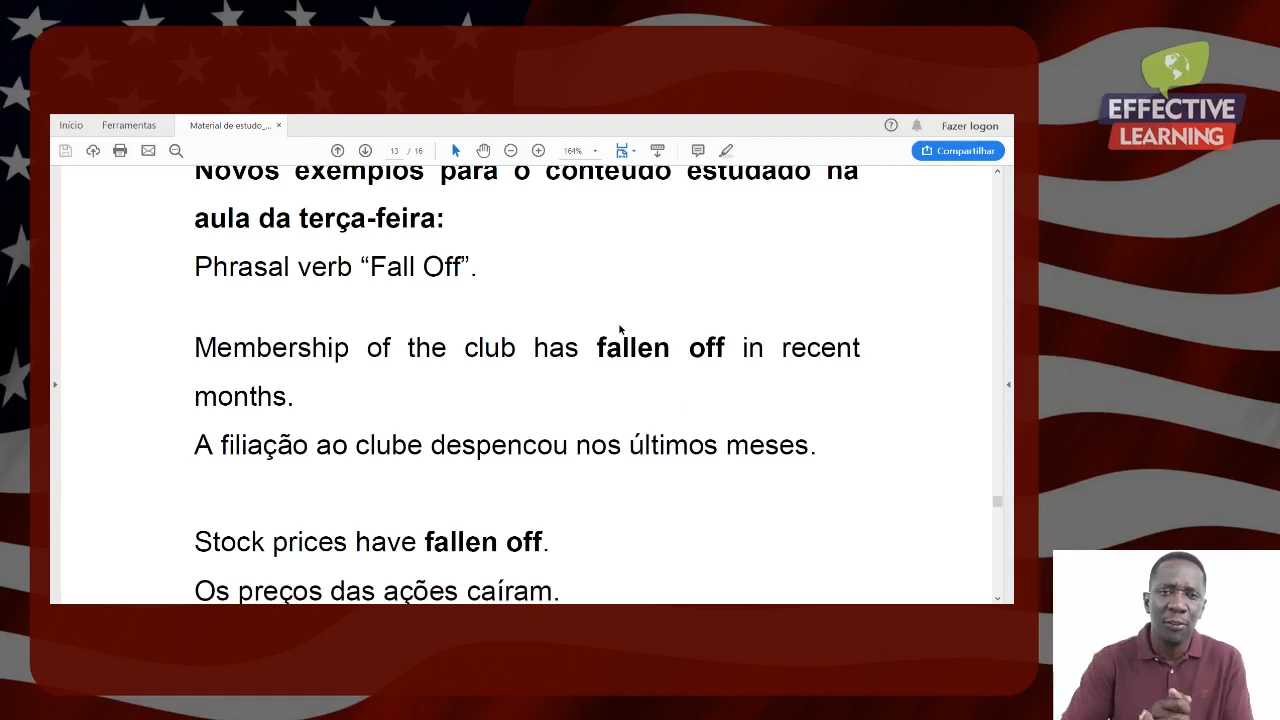 EFFECTIVE
LEARNING
Início Ferramentas Material de estudo_... × Fazer logon
13 / 16 164% Compartilhar
Novos exemplos para o conteúdo estudado na
aula da terça-feira:
Phrasal verb “Fall Off”.
Membership of the club has fallen off in recent
months.
A filiação ao clube despencou nos últimos meses.
Stock prices have fallen off.
Os preços das ações caíram.